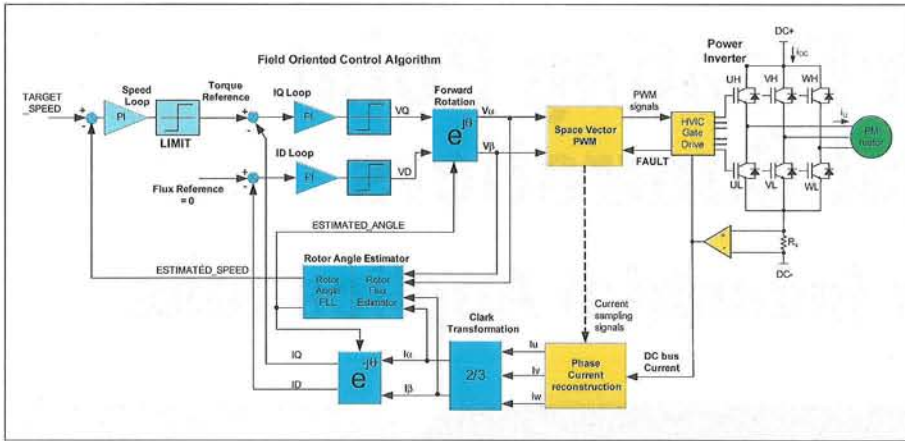 Field Oriented Control Algorithm
TARGET
_SPEED
+
-
Speed
Loop
PI
LIMIT
Torque
Reference
+
-
IQ Loop
PI
VQ
Forward
Rotation
e^jθ
Vα
Vβ
ID Loop
PI
VD
+
-
Flux Reference
= 0
Space Vector
PWM
PWM
signals
FAULT
HVIC
Gate
Drive
Power
Inverter
DC+
IDC
UH
VH
WH
iu
PM
motor
UL
VL
WL
Rs
DC-
ESTIMATED_ANGLE
ESTIMATED_SPEED
Rotor Angle Estimator
Rotor
Angle
PLL
Rotor
Flux
Estimator
Clark
Transformation
2/3
Current
sampling
signals
DC bus
Current
Phase
Current
reconstruction
Iu
Iv
Iw
Iα
Iβ
e^-jθ
IQ
ID